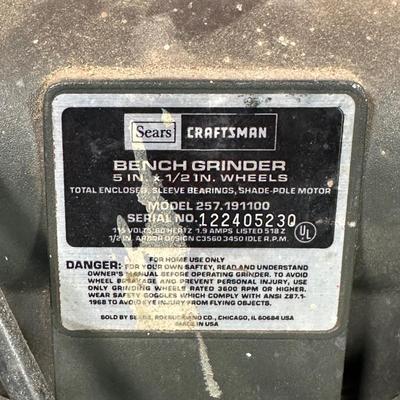 Sears CRAFTSMAN
BENCH GRINDER
5 IN. x 1/2 IN. WHEELS
TOTAL ENCLOSED, SLEEVE BEARINGS, SHADE-POLE MOTOR
MODEL 257.191100
SERIAL NO. 122405230
115 VOLTS/60 HERTZ 1.9 AMPS LISTED 518Z
1/2 IN. ARBOR DESIGN C3560 3450 IDLE R.P.M.
UL
FOR HOME USE ONLY
DANGER: FOR YOUR OWN SAFTEY, READ AND UNDERSTAND
OWNER'S MANUAL BEFORE OPERATING GRINDER. TO AVOID
WHEEL BREAKAGE AND PREVENT PERSONAL INJURY, USE
ONLY GRINDING WHEELS RATED 3600 RPM OR HIGHER.
WEAR SAFETY GOGGLES WHICH COMPLY WITH ANSI Z87.1-
1968 TO AVOID EYE INJURY FROM FLYING OBJECTS.
SOLD BY SEARS, ROEBUCK AND CO., CHICAGO, IL 60684 USA
MADE IN USA